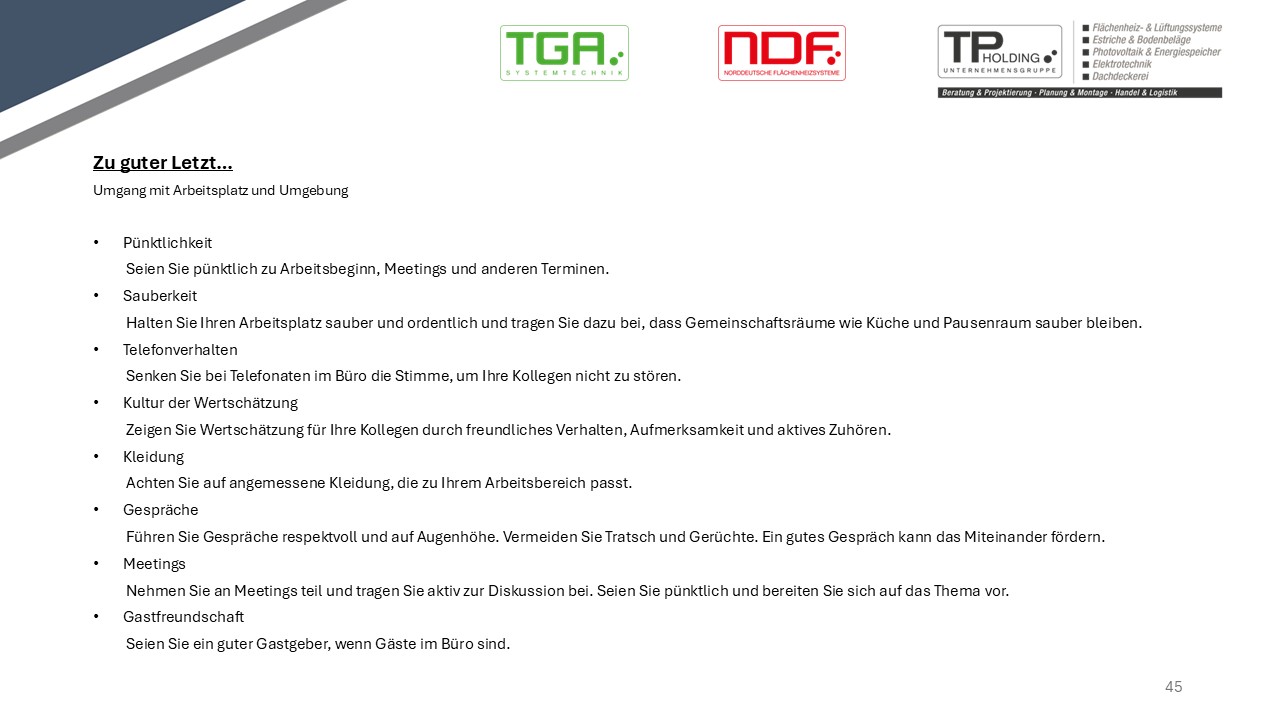 TGA
SYSTEMTECHNIK
NDF
NORDDEUTSCHE FLÄCHENHEIZSYSTEME
TP HOLDING
UNTERNEHMENSGRUPPE
■ Flächenheiz- & Lüftungssysteme
■ Estriche & Bodenbeläge
■ Photovoltaik & Energiespeicher
■ Elektrotechnik
■ Dachdeckerei
Beratung & Projektierung · Planung & Montage · Handel & Logistik
Zu guter Letzt...
Umgang mit Arbeitsplatz und Umgebung
• Pünktlichkeit
Seien Sie pünktlich zu Arbeitsbeginn, Meetings und anderen Terminen.
• Sauberkeit
Halten Sie Ihren Arbeitsplatz sauber und ordentlich und tragen Sie dazu bei, dass Gemeinschaftsräume wie Küche und Pausenraum sauber bleiben.
• Telefonverhalten
Senken Sie bei Telefonaten im Büro die Stimme, um Ihre Kollegen nicht zu stören.
• Kultur der Wertschätzung
Zeigen Sie Wertschätzung für Ihre Kollegen durch freundliches Verhalten, Aufmerksamkeit und aktives Zuhören.
• Kleidung
Achten Sie auf angemessene Kleidung, die zu Ihrem Arbeitsbereich passt.
• Gespräche
Führen Sie Gespräche respektvoll und auf Augenhöhe. Vermeiden Sie Tratsch und Gerüchte. Ein gutes Gespräch kann das Miteinander fördern.
• Meetings
Nehmen Sie an Meetings teil und tragen Sie aktiv zur Diskussion bei. Seien Sie pünktlich und bereiten Sie sich auf das Thema vor.
• Gastfreundschaft
Seien Sie ein guter Gastgeber, wenn Gäste im Büro sind.
45